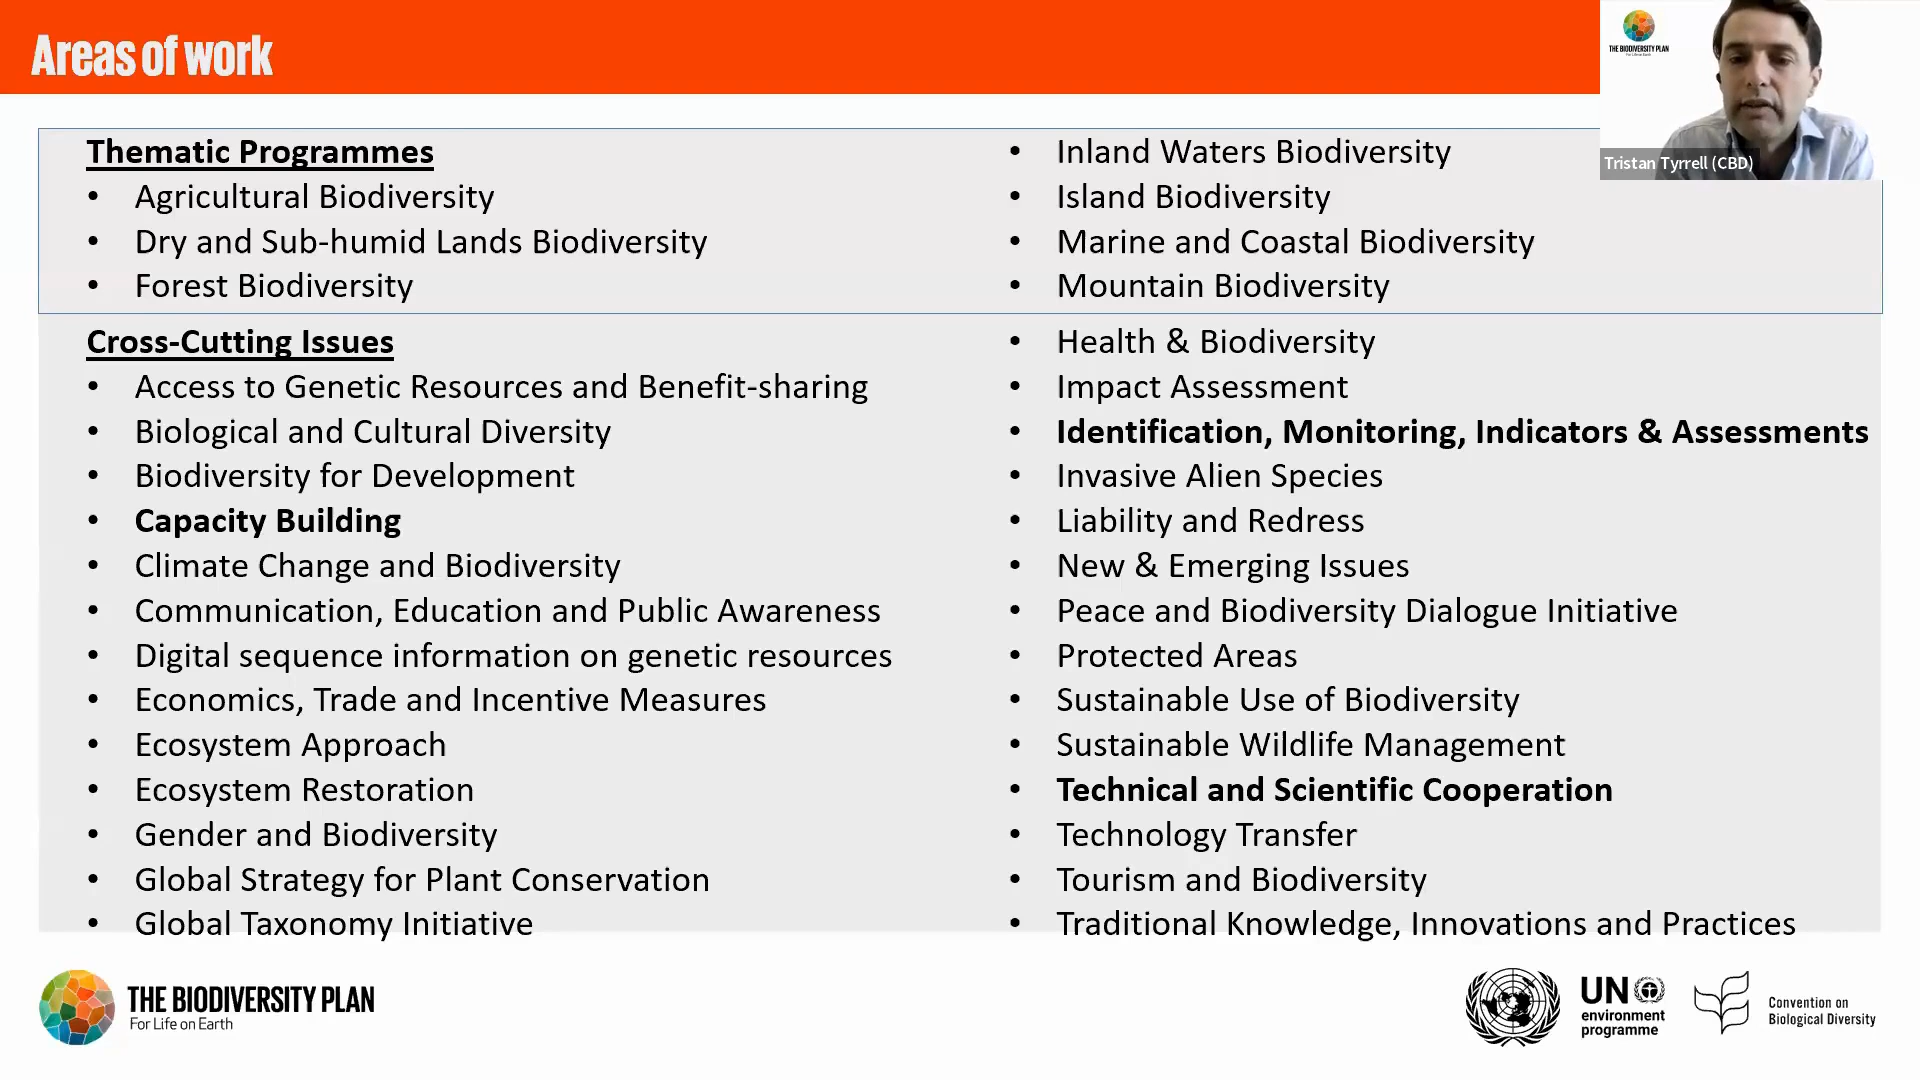 Areas of work
THE BIODIVERSITY PLAN
For Life on Earth
Tristan Tyrrell (CBD)
Thematic Programmes
• Agricultural Biodiversity
• Dry and Sub-humid Lands Biodiversity
• Forest Biodiversity
• Inland Waters Biodiversity
• Island Biodiversity
• Marine and Coastal Biodiversity
• Mountain Biodiversity
Cross-Cutting Issues
• Access to Genetic Resources and Benefit-sharing
• Biological and Cultural Diversity
• Biodiversity for Development
• Capacity Building
• Climate Change and Biodiversity
• Communication, Education and Public Awareness
• Digital sequence information on genetic resources
• Economics, Trade and Incentive Measures
• Ecosystem Approach
• Ecosystem Restoration
• Gender and Biodiversity
• Global Strategy for Plant Conservation
• Global Taxonomy Initiative
• Health & Biodiversity
• Impact Assessment
• Identification, Monitoring, Indicators & Assessments
• Invasive Alien Species
• Liability and Redress
• New & Emerging Issues
• Peace and Biodiversity Dialogue Initiative
• Protected Areas
• Sustainable Use of Biodiversity
• Sustainable Wildlife Management
• Technical and Scientific Cooperation
• Technology Transfer
• Tourism and Biodiversity
• Traditional Knowledge, Innovations and Practices
THE BIODIVERSITY PLAN
For Life on Earth
UN
environment
programme
Convention on
Biological Diversity